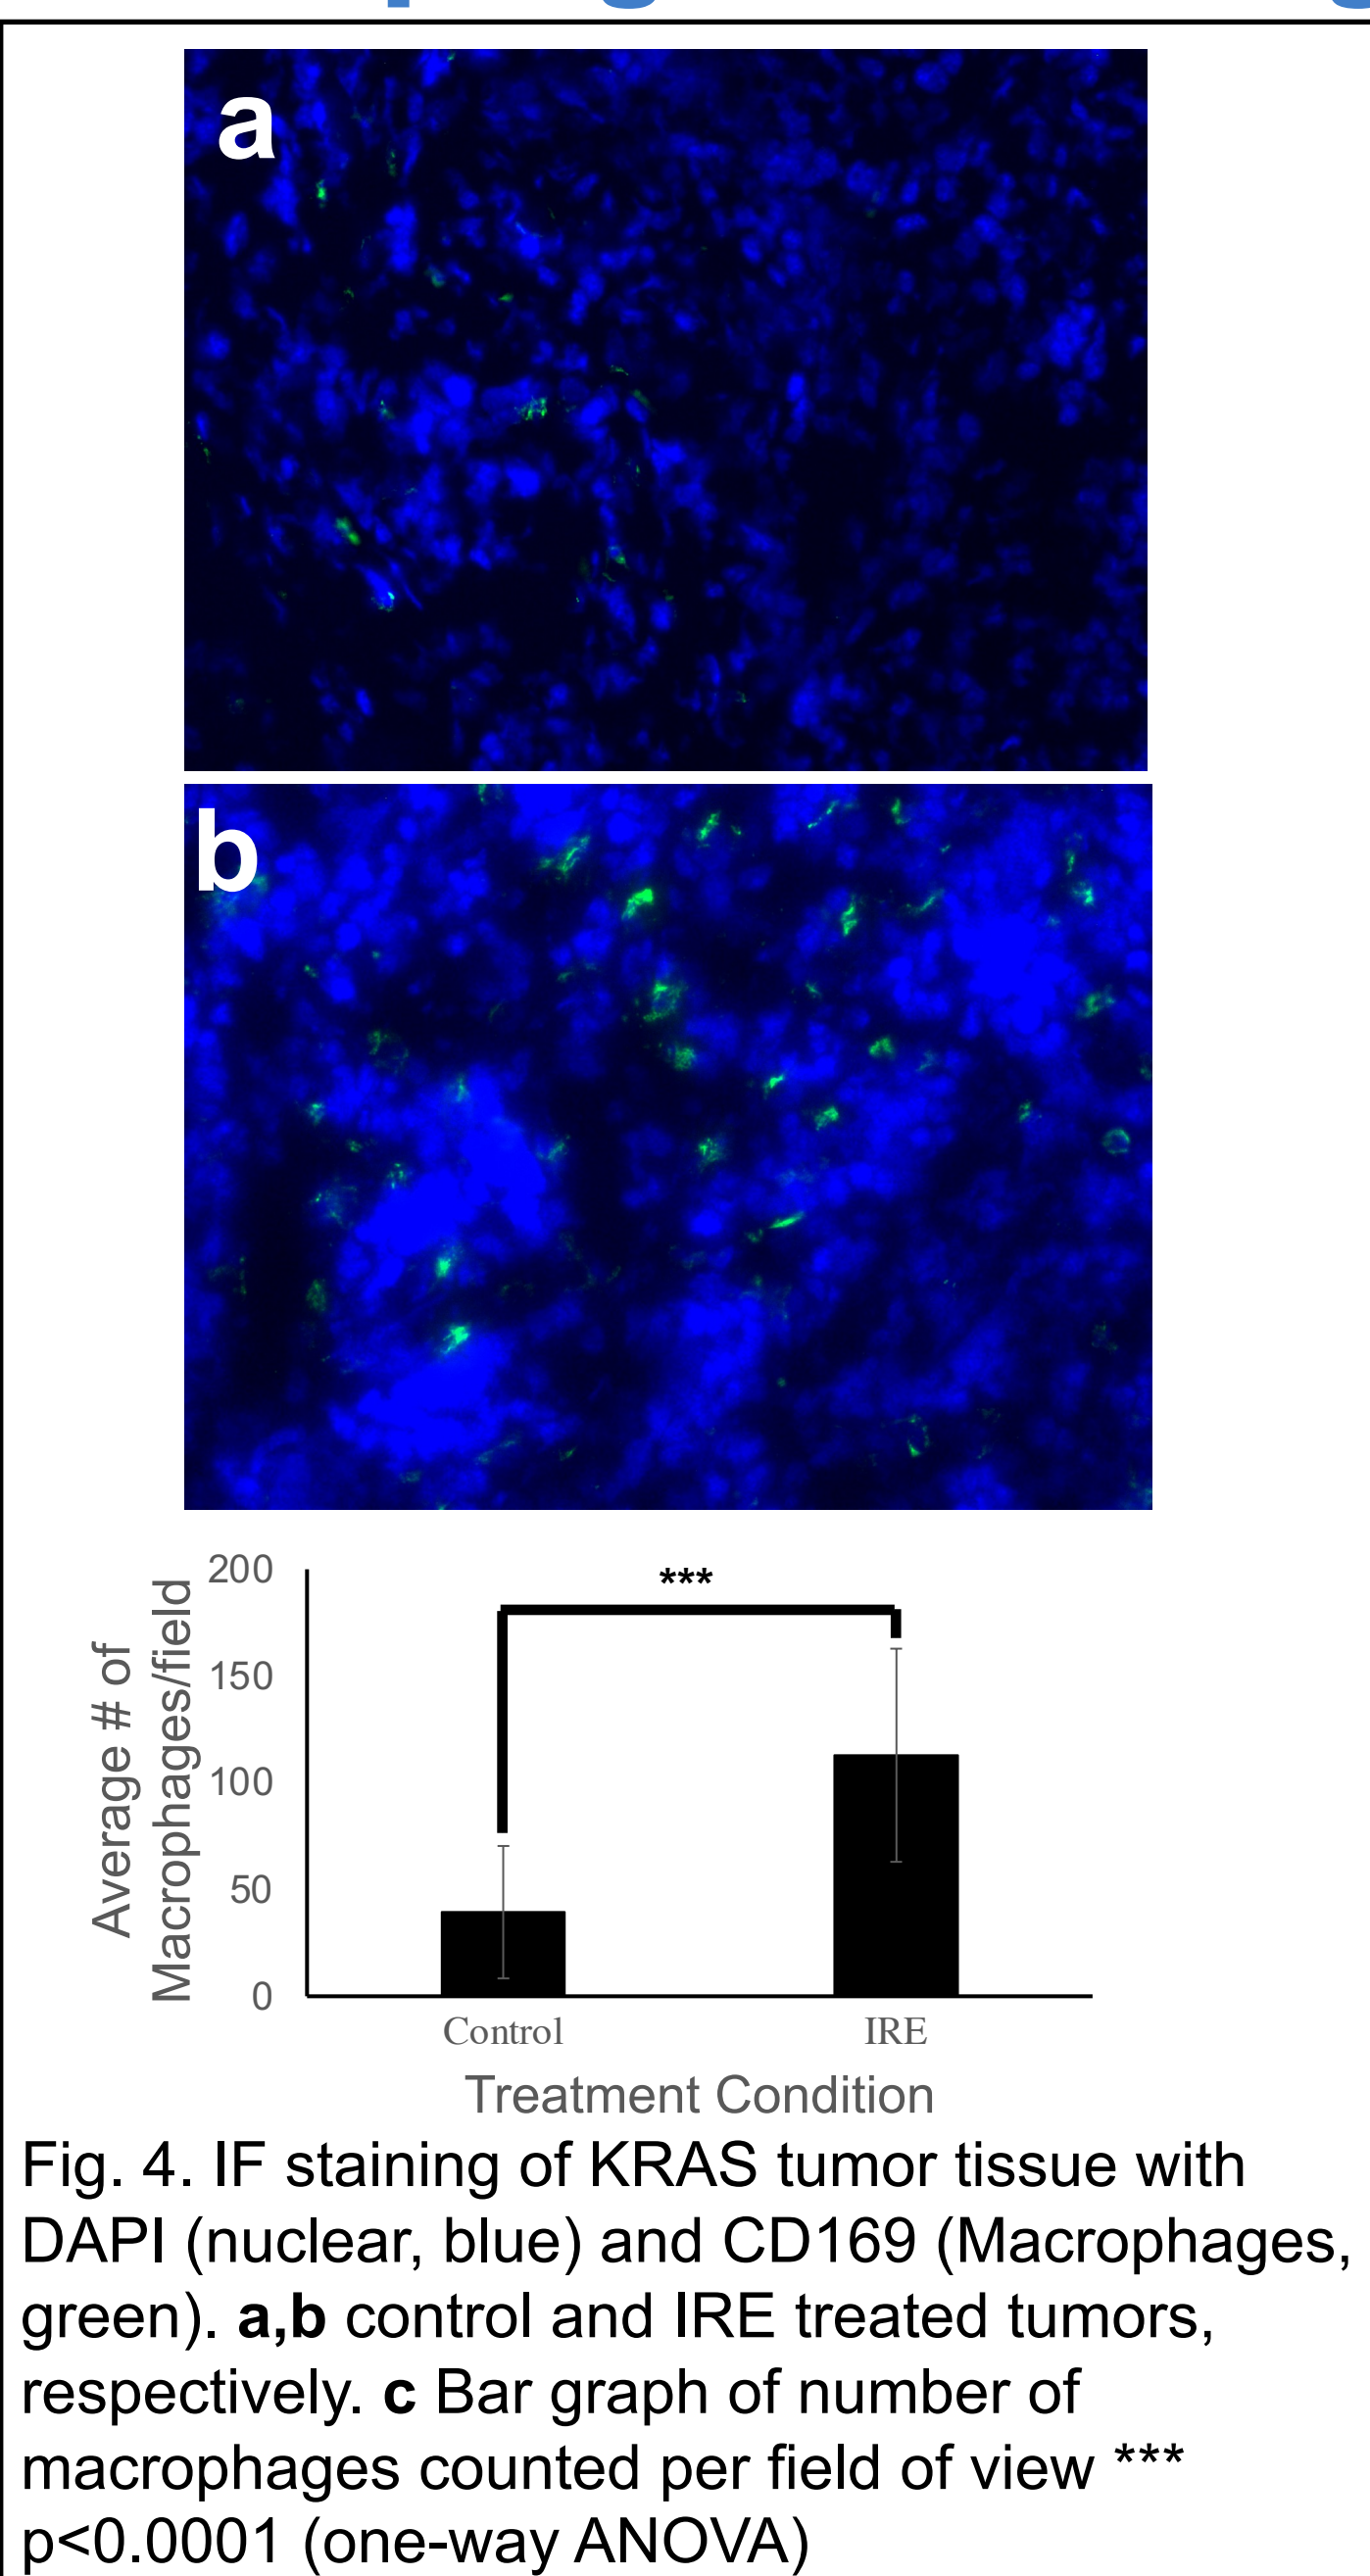 a
b
200
***
150
100
50
0
Average # of
Macrophages/field
Control IRE
Treatment Condition
Fig. 4. IF staining of KRAS tumor tissue with
DAPI (nuclear, blue) and CD169 (Macrophages,
green). a,b control and IRE treated tumors,
respectively. c Bar graph of number of
macrophages counted per field of view ***
p<0.0001 (one-way ANOVA)